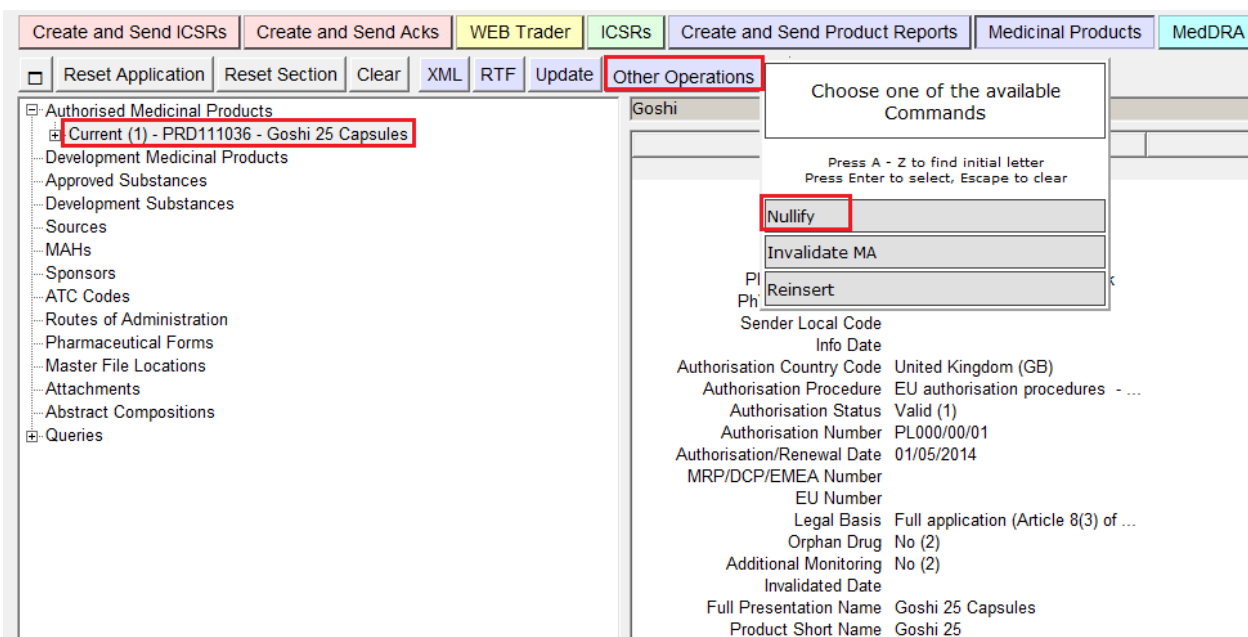 Create and Send ICSRs Create and Send Acks WEB Trader ICSRs Create and Send Product Reports Medicinal Products MedDRA
Reset Application Reset Section Clear XML RTF Update Other Operations
Authorised Medicinal Products
Current (1) - PRD111036 - Goshi 25 Capsules
Development Medicinal Products
Approved Substances
Development Substances
Sources
MAHs
Sponsors
ATC Codes
Routes of Administration
Pharmaceutical Forms
Master File Locations
Attachments
Abstract Compositions
Queries
Goshi
Choose one of the available
Commands
Press A - Z to find initial letter
Press Enter to select, Escape to clear
Nullify
Invalidate MA
Reinsert
Sender Local Code
Info Date
Authorisation Country Code United Kingdom (GB)
Authorisation Procedure EU authorisation procedures - ...
Authorisation Status Valid (1)
Authorisation Number PL000/00/01
Authorisation/Renewal Date 01/05/2014
MRP/DCP/EMEA Number
EU Number
Legal Basis Full application (Article 8(3) of ...
Orphan Drug No (2)
Additional Monitoring No (2)
Invalidated Date
Full Presentation Name Goshi 25 Capsules
Product Short Name Goshi 25